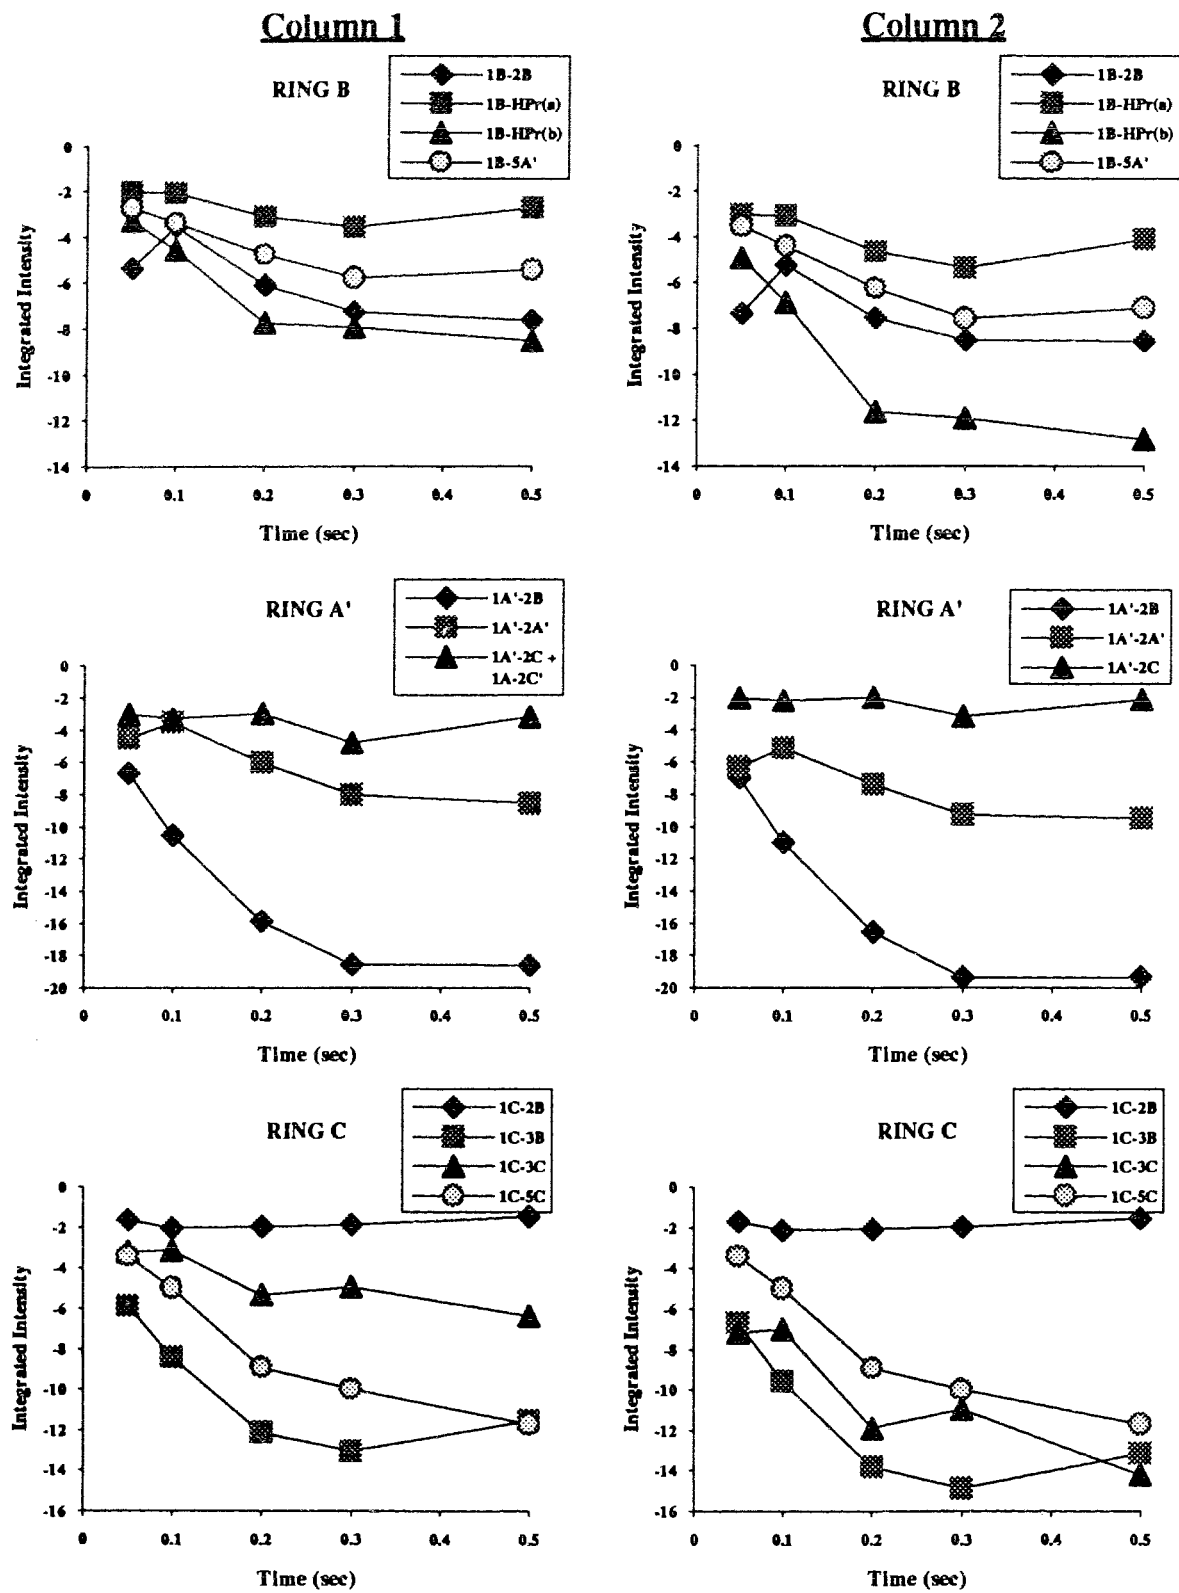 Column 1
Column 2
RING B
1B-2B
1B-HPr(a)
1B-HPr(b)
1B-5A'
0
-2
-4
-6
-8
-10
-12
-14
Integrated Intensity
0 0.1 0.2 0.3 0.4 0.5
Time (sec)
RING B
1B-2B
1B-HPr(a)
1B-HPr(b)
1B-5A'
0
-2
-4
-6
-8
-10
-12
-14
Integrated Intensity
0 0.1 0.2 0.3 0.4 0.5
Time (sec)
RING A'
1A'-2B
1A'-2A'
1A'-2C +
1A-2C'
0
-2
-4
-6
-8
-10
-12
-14
-16
-18
-20
Integrated Intensity
0 0.1 0.2 0.3 0.4 0.5
Time (sec)
RING A'
1A'-2B
1A'-2A'
1A'-2C
0
-2
-4
-6
-8
-10
-12
-14
-16
-18
-20
Integrated Intensity
0 0.1 0.2 0.3 0.4 0.5
Time (sec)
RING C
1C-2B
1C-3B
1C-3C
1C-5C
0
-2
-4
-6
-8
-10
-12
-14
-16
Integrated Intensity
0 0.1 0.2 0.3 0.4 0.5
Time (sec)
RING C
1C-2B
1C-3B
1C-3C
1C-5C
0
-2
-4
-6
-8
-10
-12
-14
-16
Integrated Intensity
0 0.1 0.2 0.3 0.4 0.5
Time (sec)